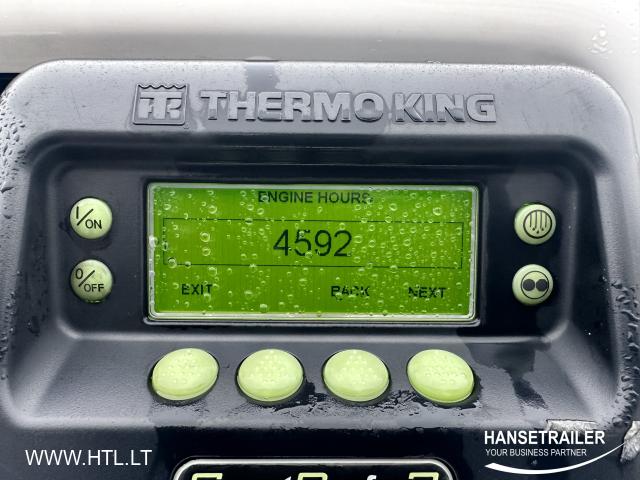 THERMO KING
ENGINE HOURS
4592
EXIT BACK NEXT
I/ON
O/OFF
WWW.HTL.LT
HANSETRAILER
YOUR BUSINESS PARTNER